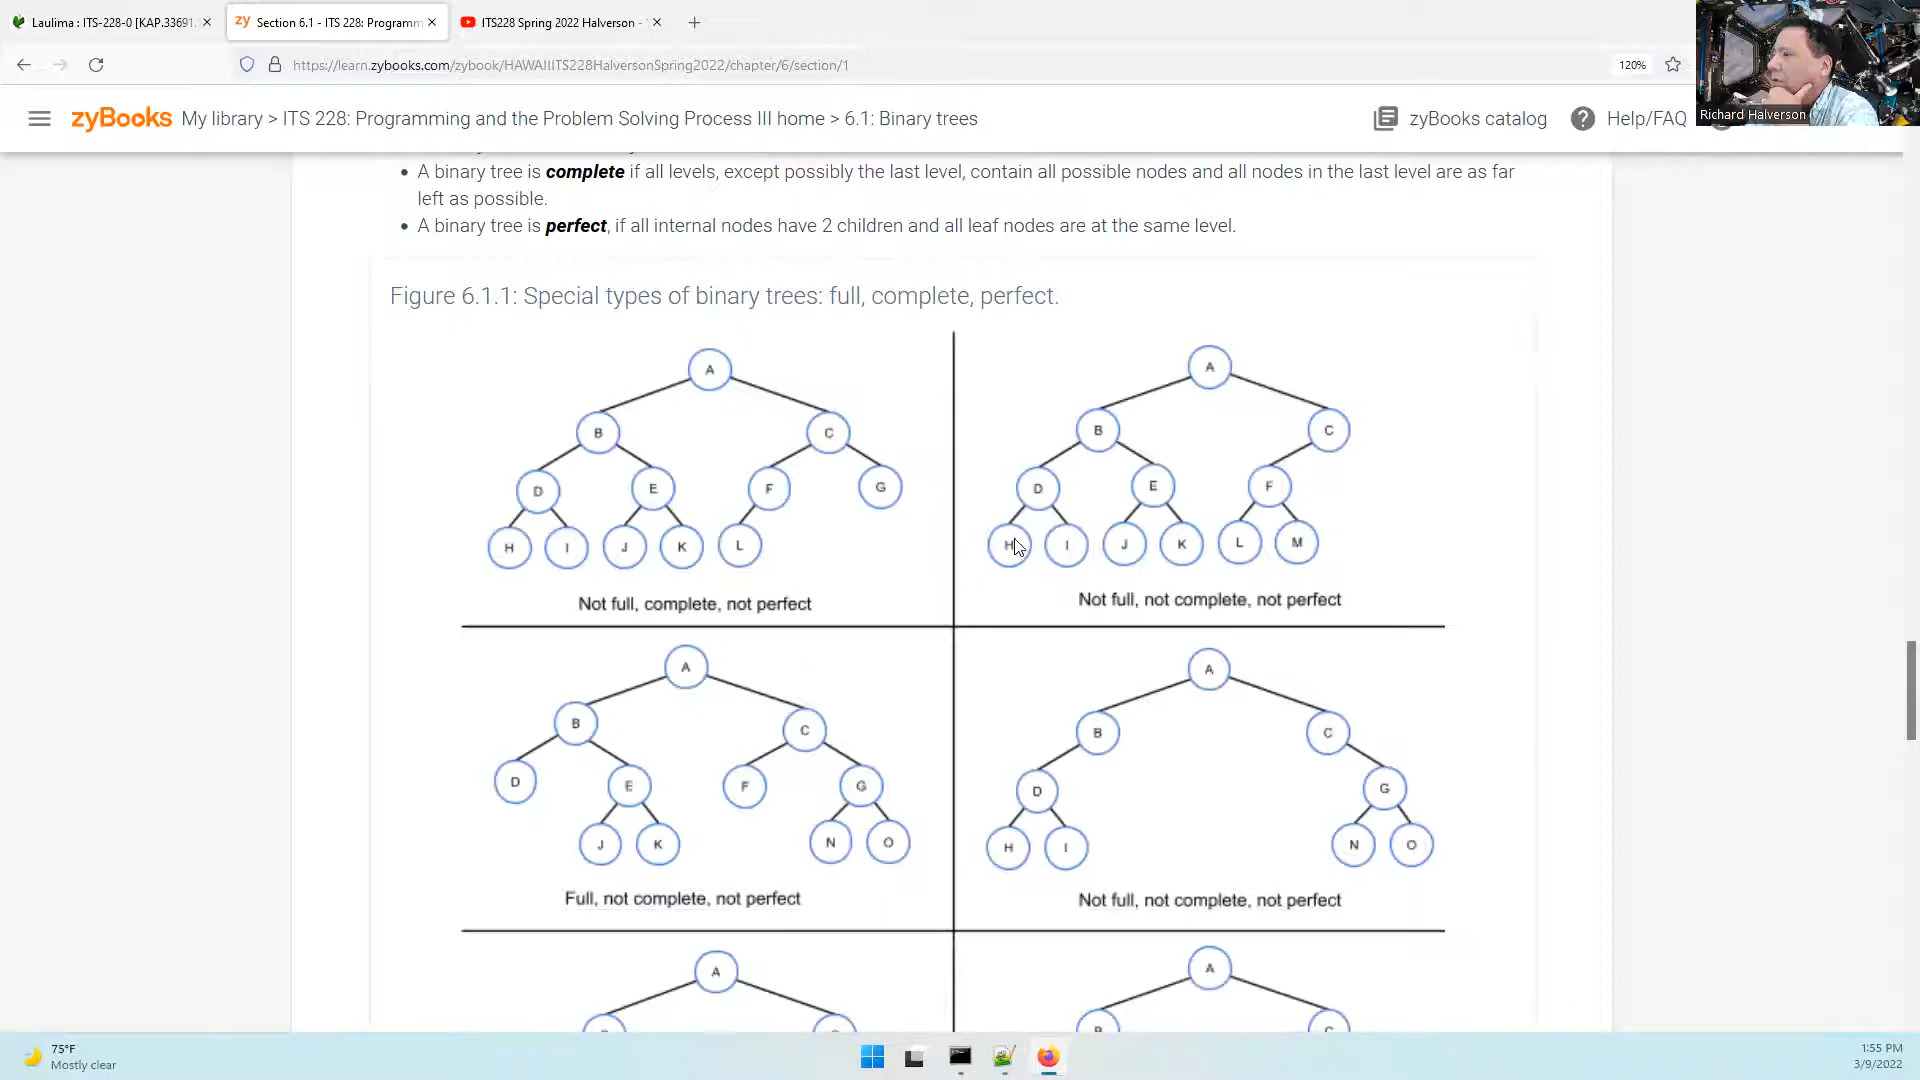 Laulima : ITS-228-0 [KAP.33691.
zy Section 6.1 - ITS 228: Programm
ITS228 Spring 2022 Halverson -
https://learn.zybooks.com/zybook/HAWAIIITS228HalversonSpring2022/chapter/6/section/1
120%
Richard Halverson
zyBooks My library > ITS 228: Programming and the Problem Solving Process III home > 6.1: Binary trees
zyBooks catalog
? Help/FAQ
A binary tree is complete if all levels, except possibly the last level, contain all possible nodes and all nodes in the last level are as far
left as possible.
A binary tree is perfect, if all internal nodes have 2 children and all leaf nodes are at the same level.
Figure 6.1.1: Special types of binary trees: full, complete, perfect.
A
B C
D E F G
H I J K L
Not full, complete, not perfect
A
B C
D E F
H I J K L M
Not full, not complete, not perfect
A
B C
D E F G
J K N O
Full, not complete, not perfect
A
B C
D G
H I N O
Not full, not complete, not perfect
A
A
B C
75°F
Mostly clear
1:55 PM
3/9/2022